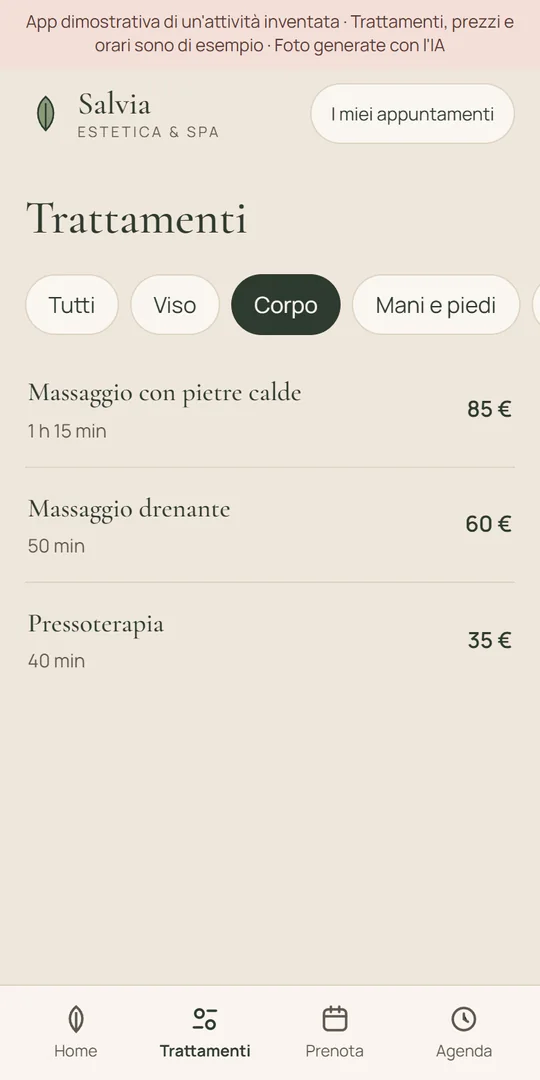 App dimostrativa di un'attività inventata · Trattamenti, prezzi e
orari sono di esempio · Foto generate con l'IA
Salvia
ESTETICA & SPA
I miei appuntamenti
Trattamenti
Tutti
Viso
Corpo
Mani e piedi
Massaggio con pietre calde
1 h 15 min
85 €
Massaggio drenante
50 min
60 €
Pressoterapia
40 min
35 €
Home
Trattamenti
Prenota
Agenda